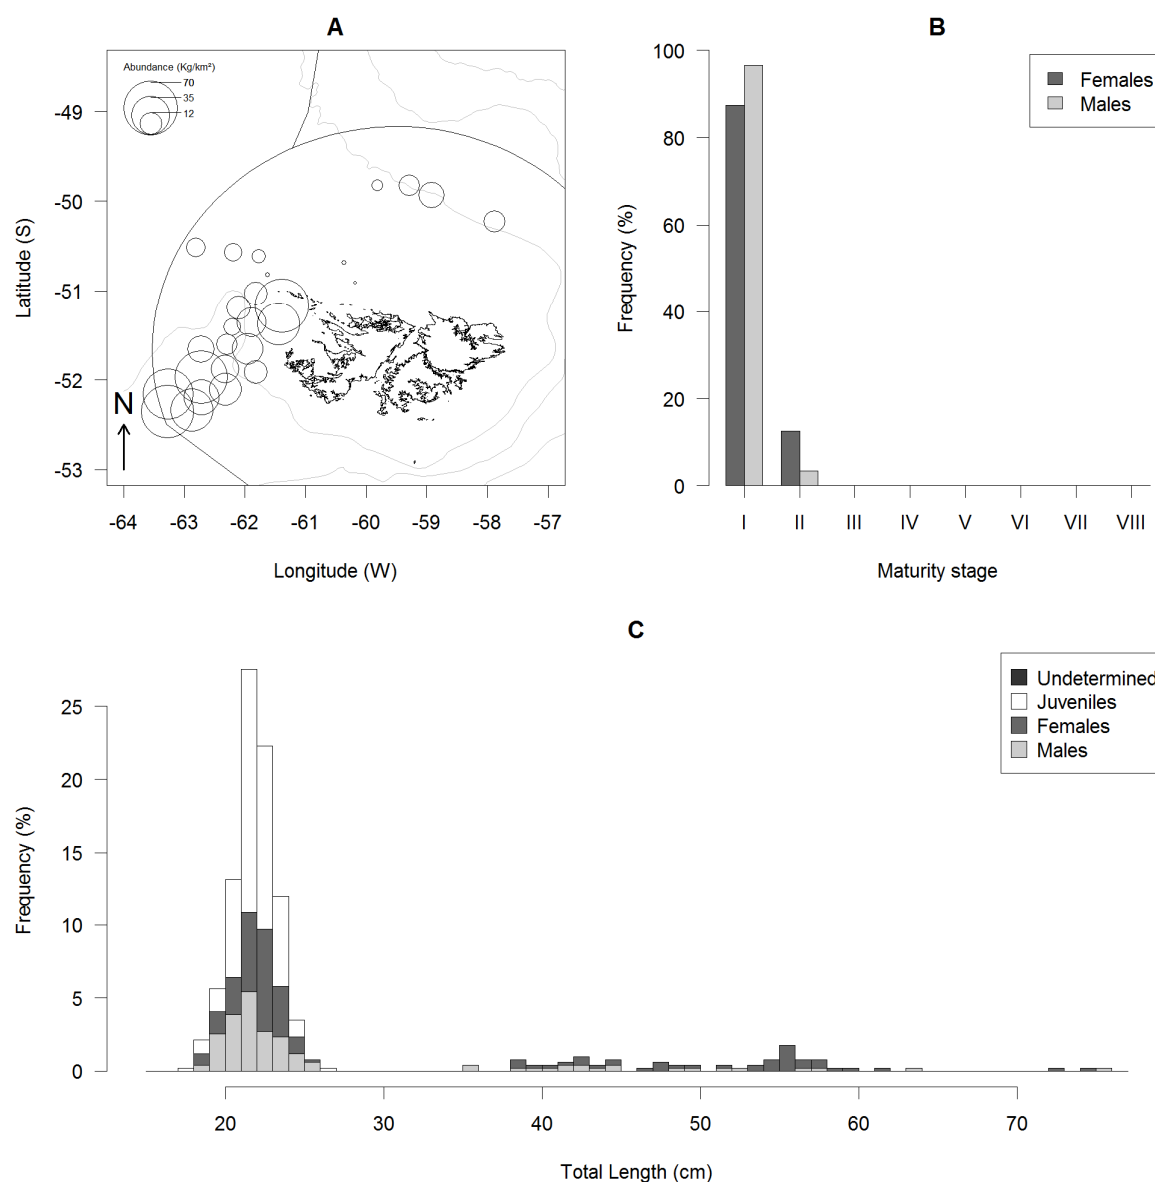 A
Abundance (Kg/km²)
70
35
12
-49
-50
-51
-52
-53
Latitude (S)
N
-64 -63 -62 -61 -60 -59 -58 -57
Longitude (W)
B
100
80
60
40
20
0
Frequency (%)
Females
Males
I II III IV V VI VII VIII
Maturity stage
C
25
20
15
10
5
0
Frequency (%)
Undetermined
Juveniles
Females
Males
20 30 40 50 60 70
Total Length (cm)